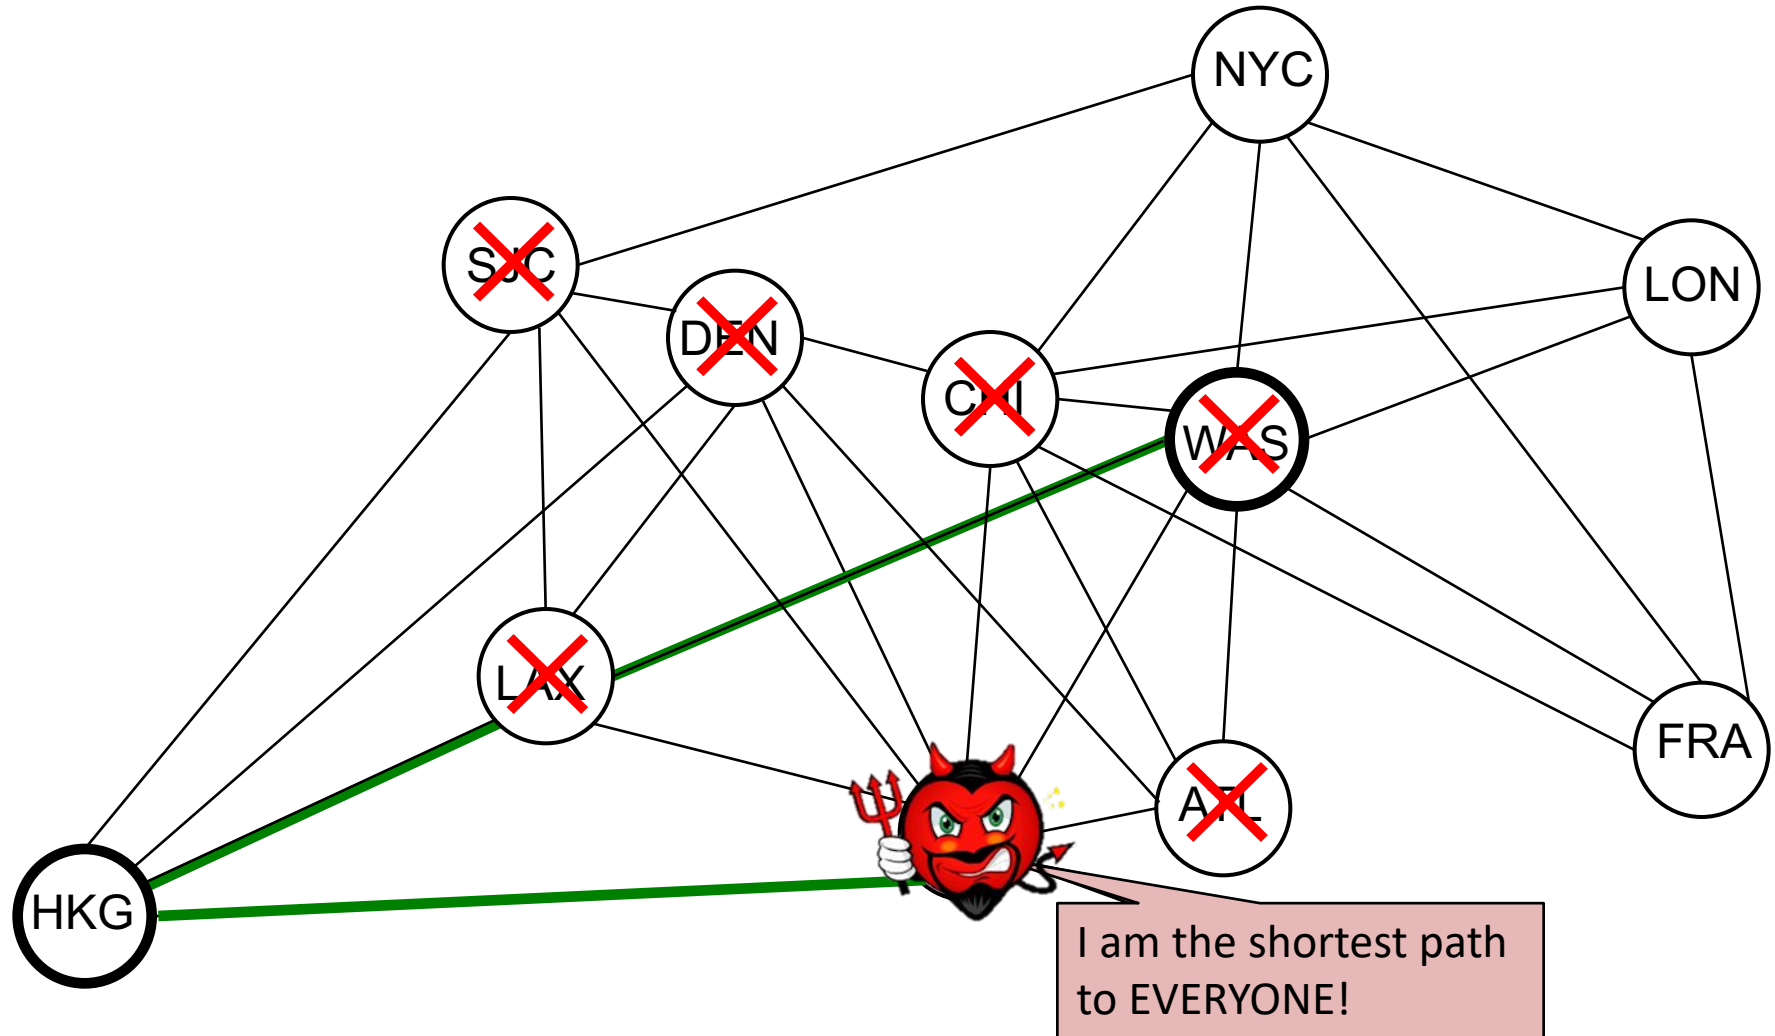 NYC
SJC
LON
DEN
CHI
WAS
LAX
FRA
ATL
HKG
I am the shortest path
to EVERYONE!